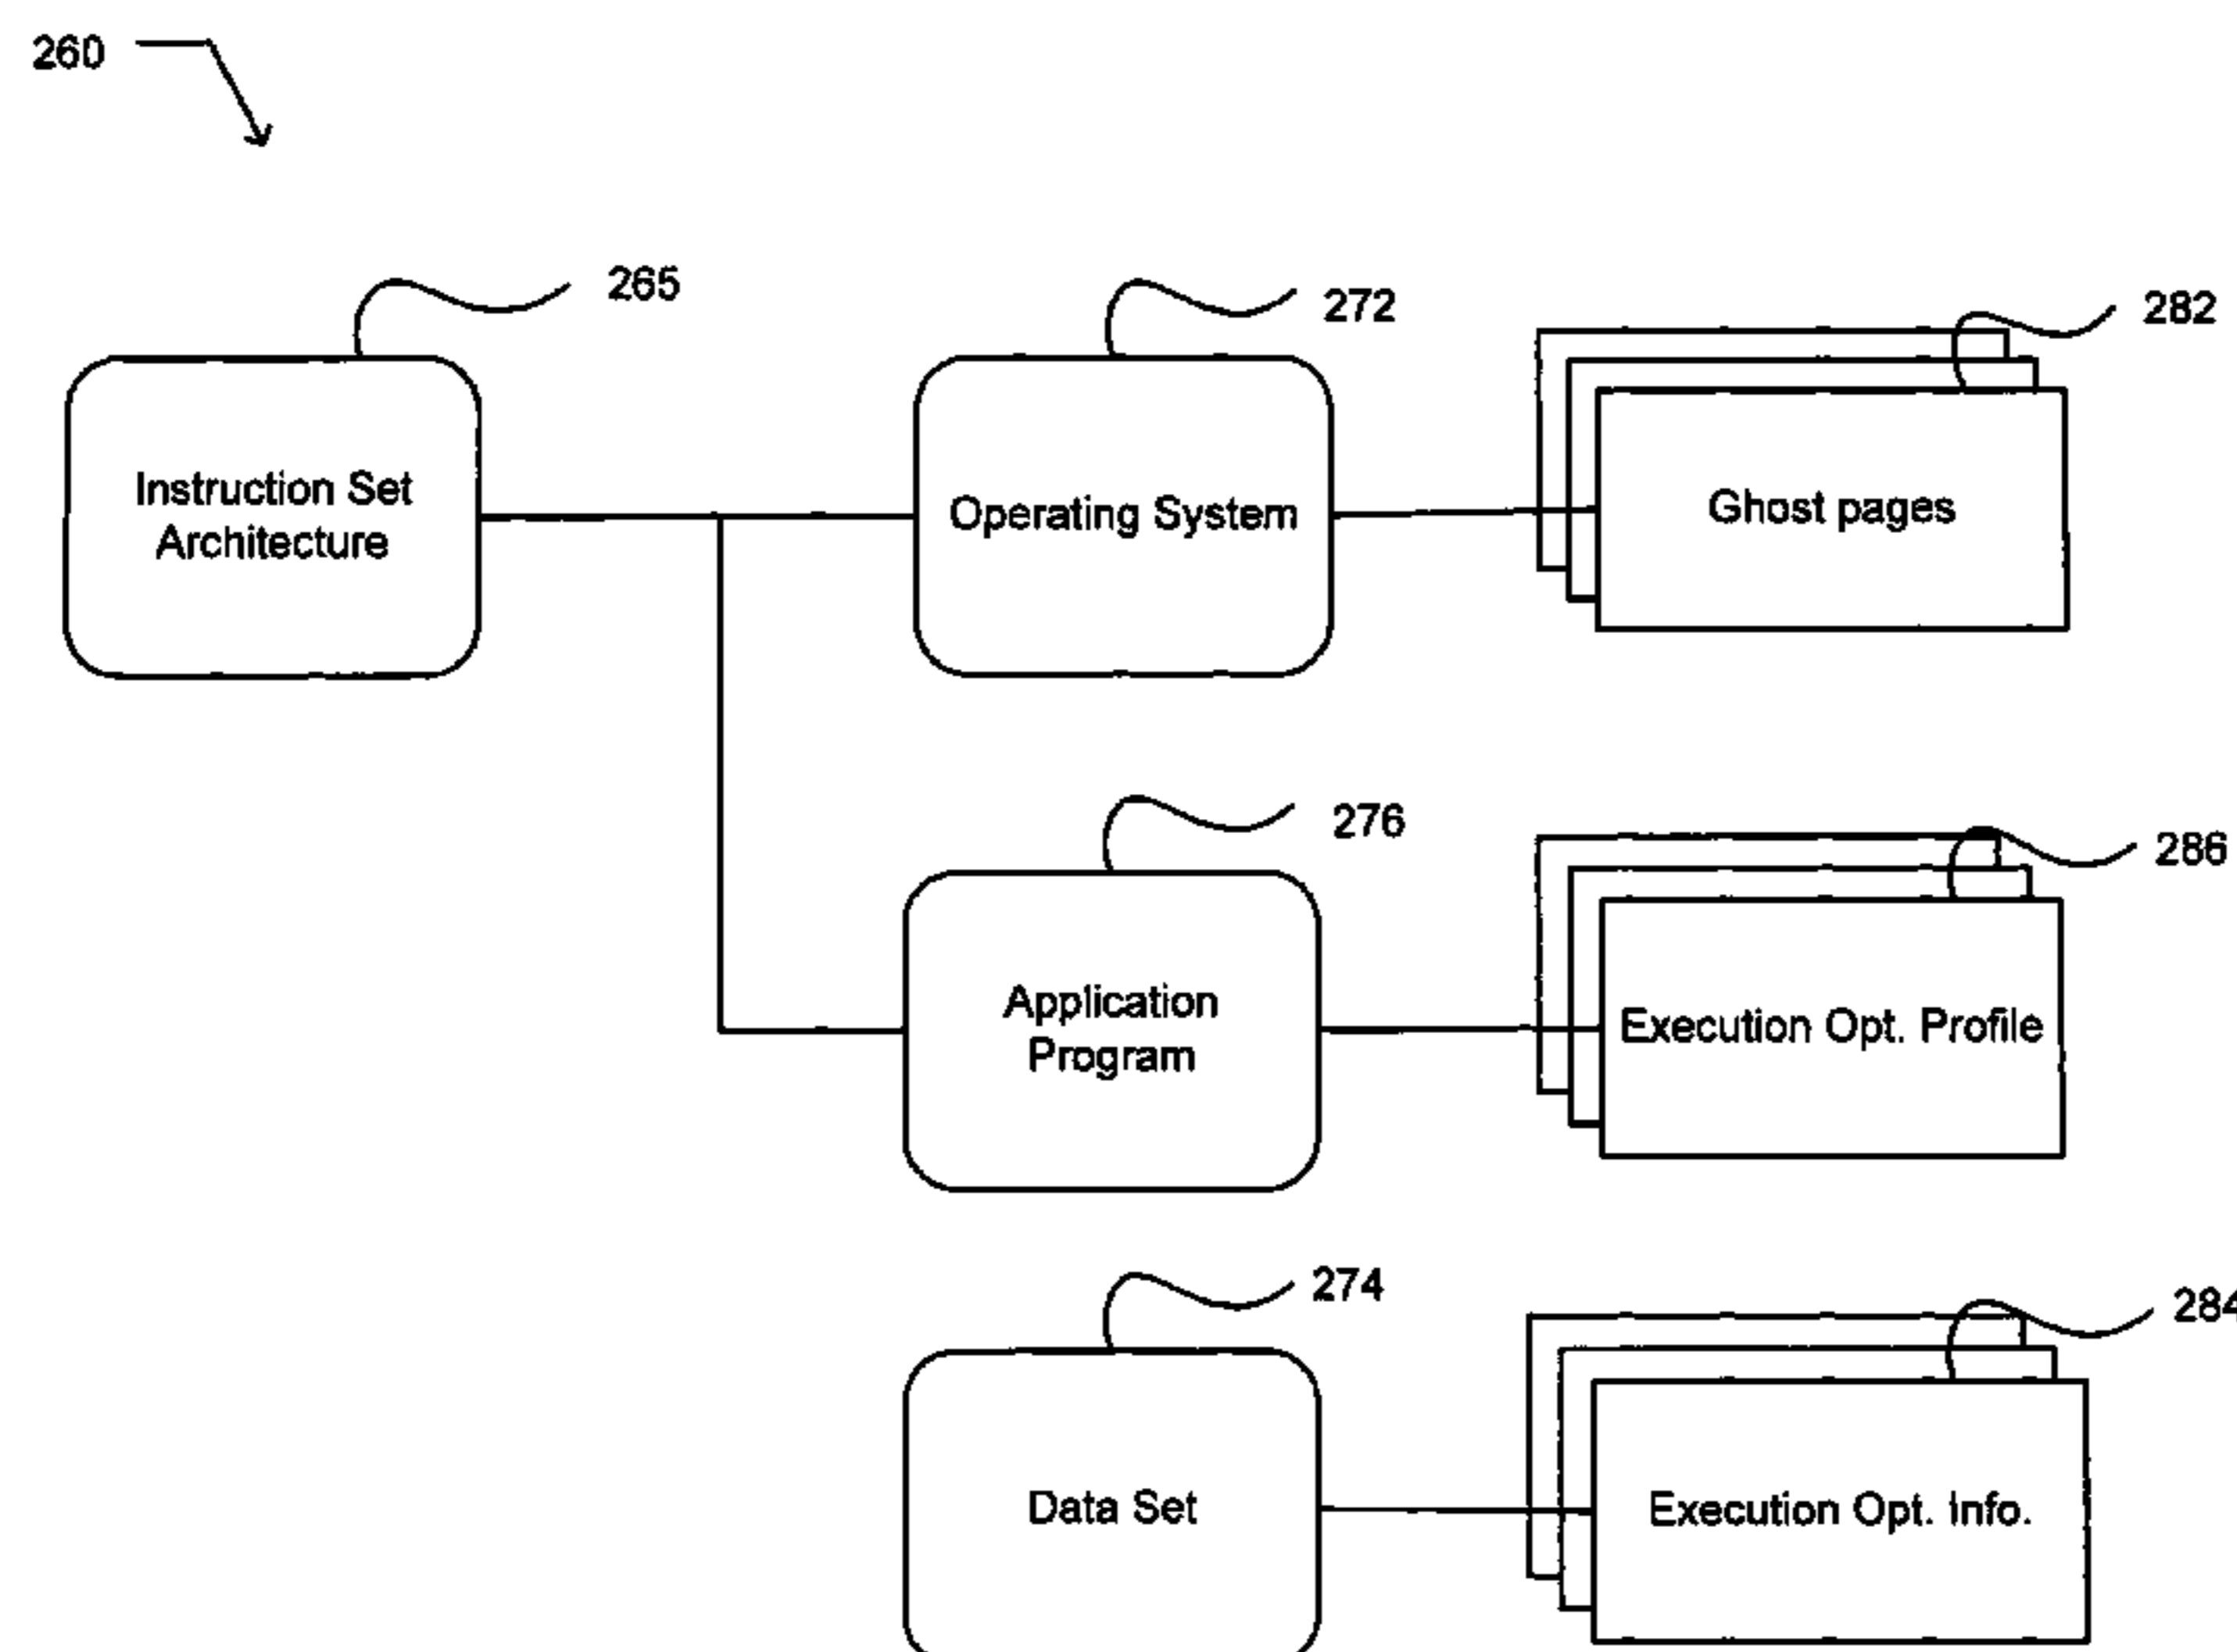 260
265
272
282
Instruction Set
Architecture
Operating System
Ghost pages
276
286
Application
Program
Execution Opt. Profile
274
284
Data Set
Execution Opt. Info.